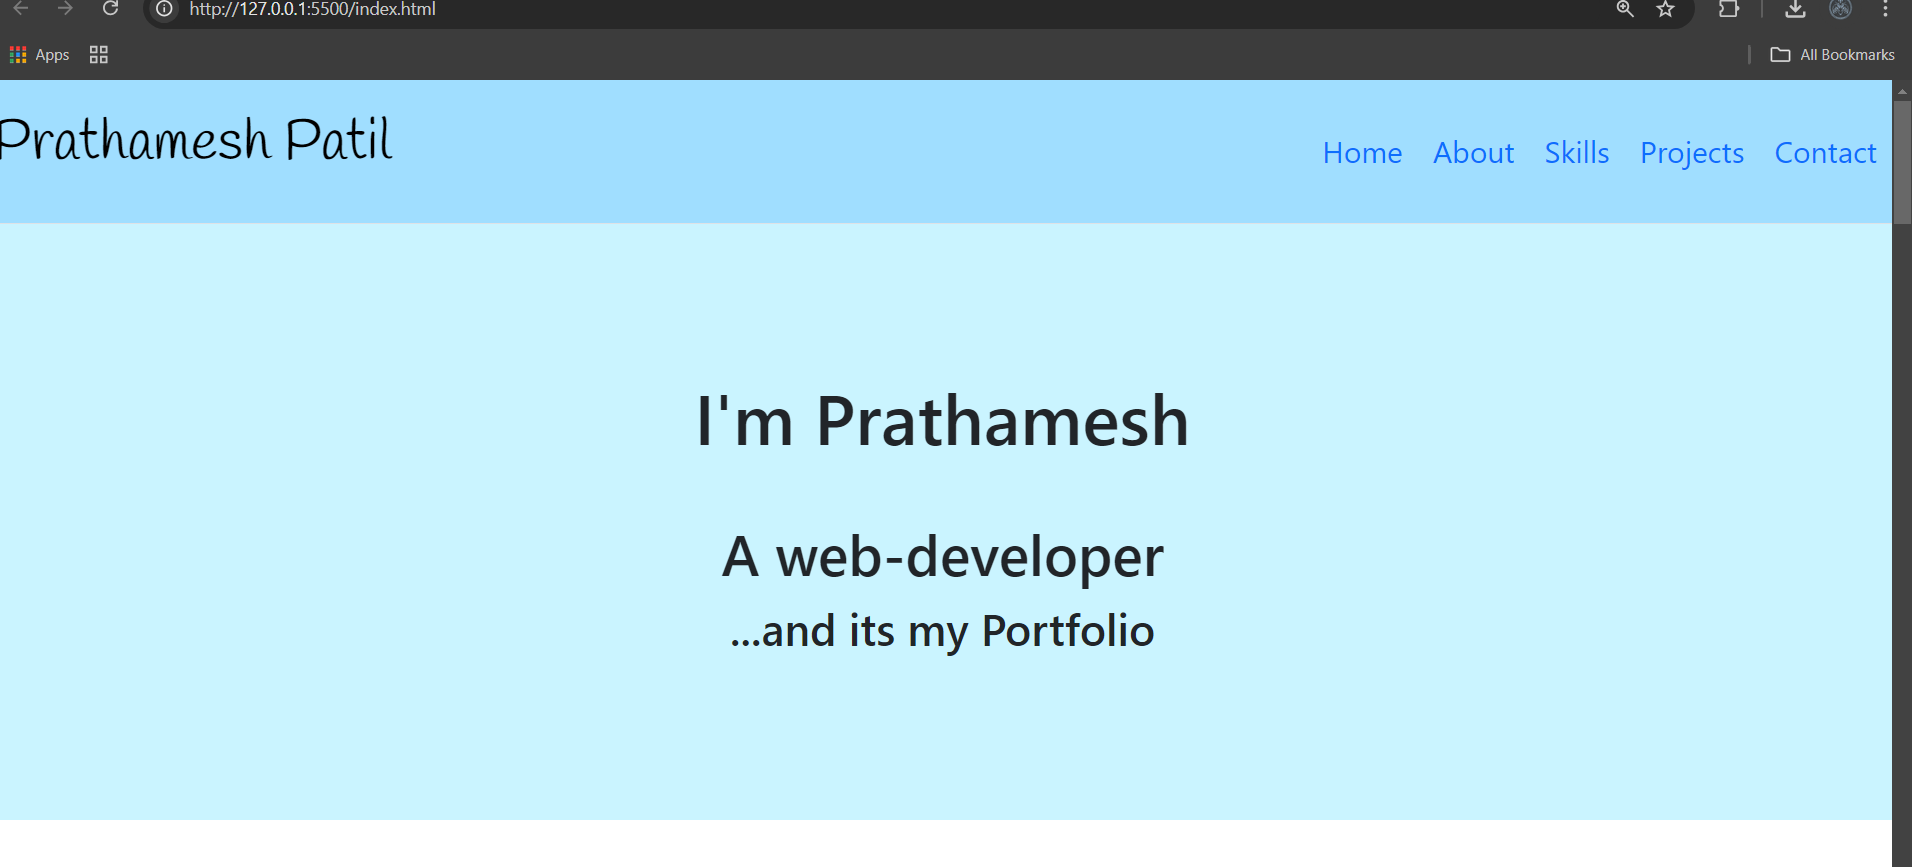 http://127.0.0.1:5500/index.html
Apps
All Bookmarks
Prathamesh Patil
Home About Skills Projects Contact
I'm Prathamesh
A web-developer
...and its my Portfolio